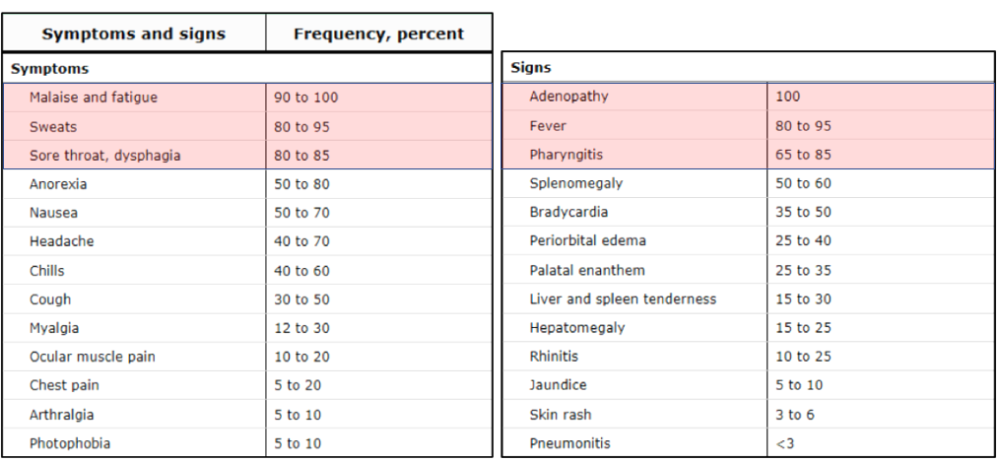 Symptoms and signs Frequency, percent
Symptoms
Malaise and fatigue 90 to 100
Sweats 80 to 95
Sore throat, dysphagia 80 to 85
Anorexia 50 to 80
Nausea 50 to 70
Headache 40 to 70
Chills 40 to 60
Cough 30 to 50
Myalgia 12 to 30
Ocular muscle pain 10 to 20
Chest pain 5 to 20
Arthralgia 5 to 10
Photophobia 5 to 10
Signs
Adenopathy 100
Fever 80 to 95
Pharyngitis 65 to 85
Splenomegaly 50 to 60
Bradycardia 35 to 50
Periorbital edema 25 to 40
Palatal enanthem 25 to 35
Liver and spleen tenderness 15 to 30
Hepatomegaly 15 to 25
Rhinitis 10 to 25
Jaundice 5 to 10
Skin rash 3 to 6
Pneumonitis <3